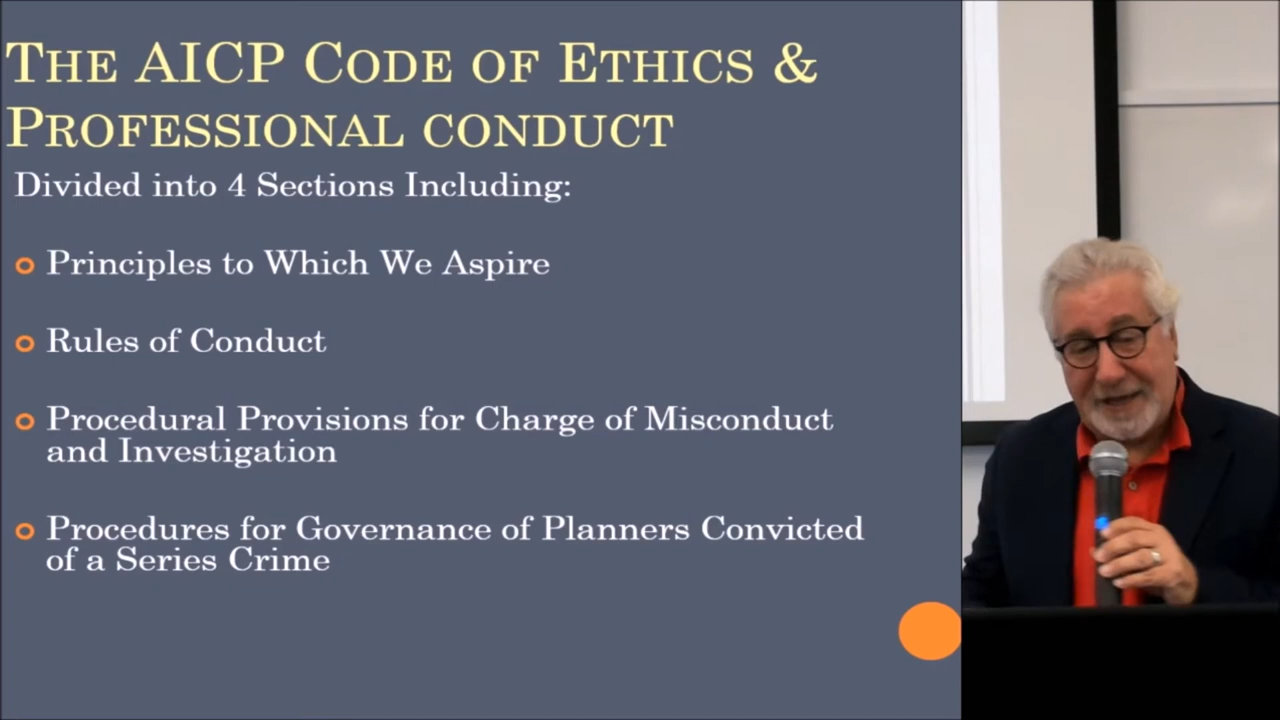 THE AICP CODE OF ETHICS &
PROFESSIONAL CONDUCT
Divided into 4 Sections Including:
Principles to Which We Aspire
Rules of Conduct
Procedural Provisions for Charge of Misconduct
and Investigation
Procedures for Governance of Planners Convicted
of a Series Crime